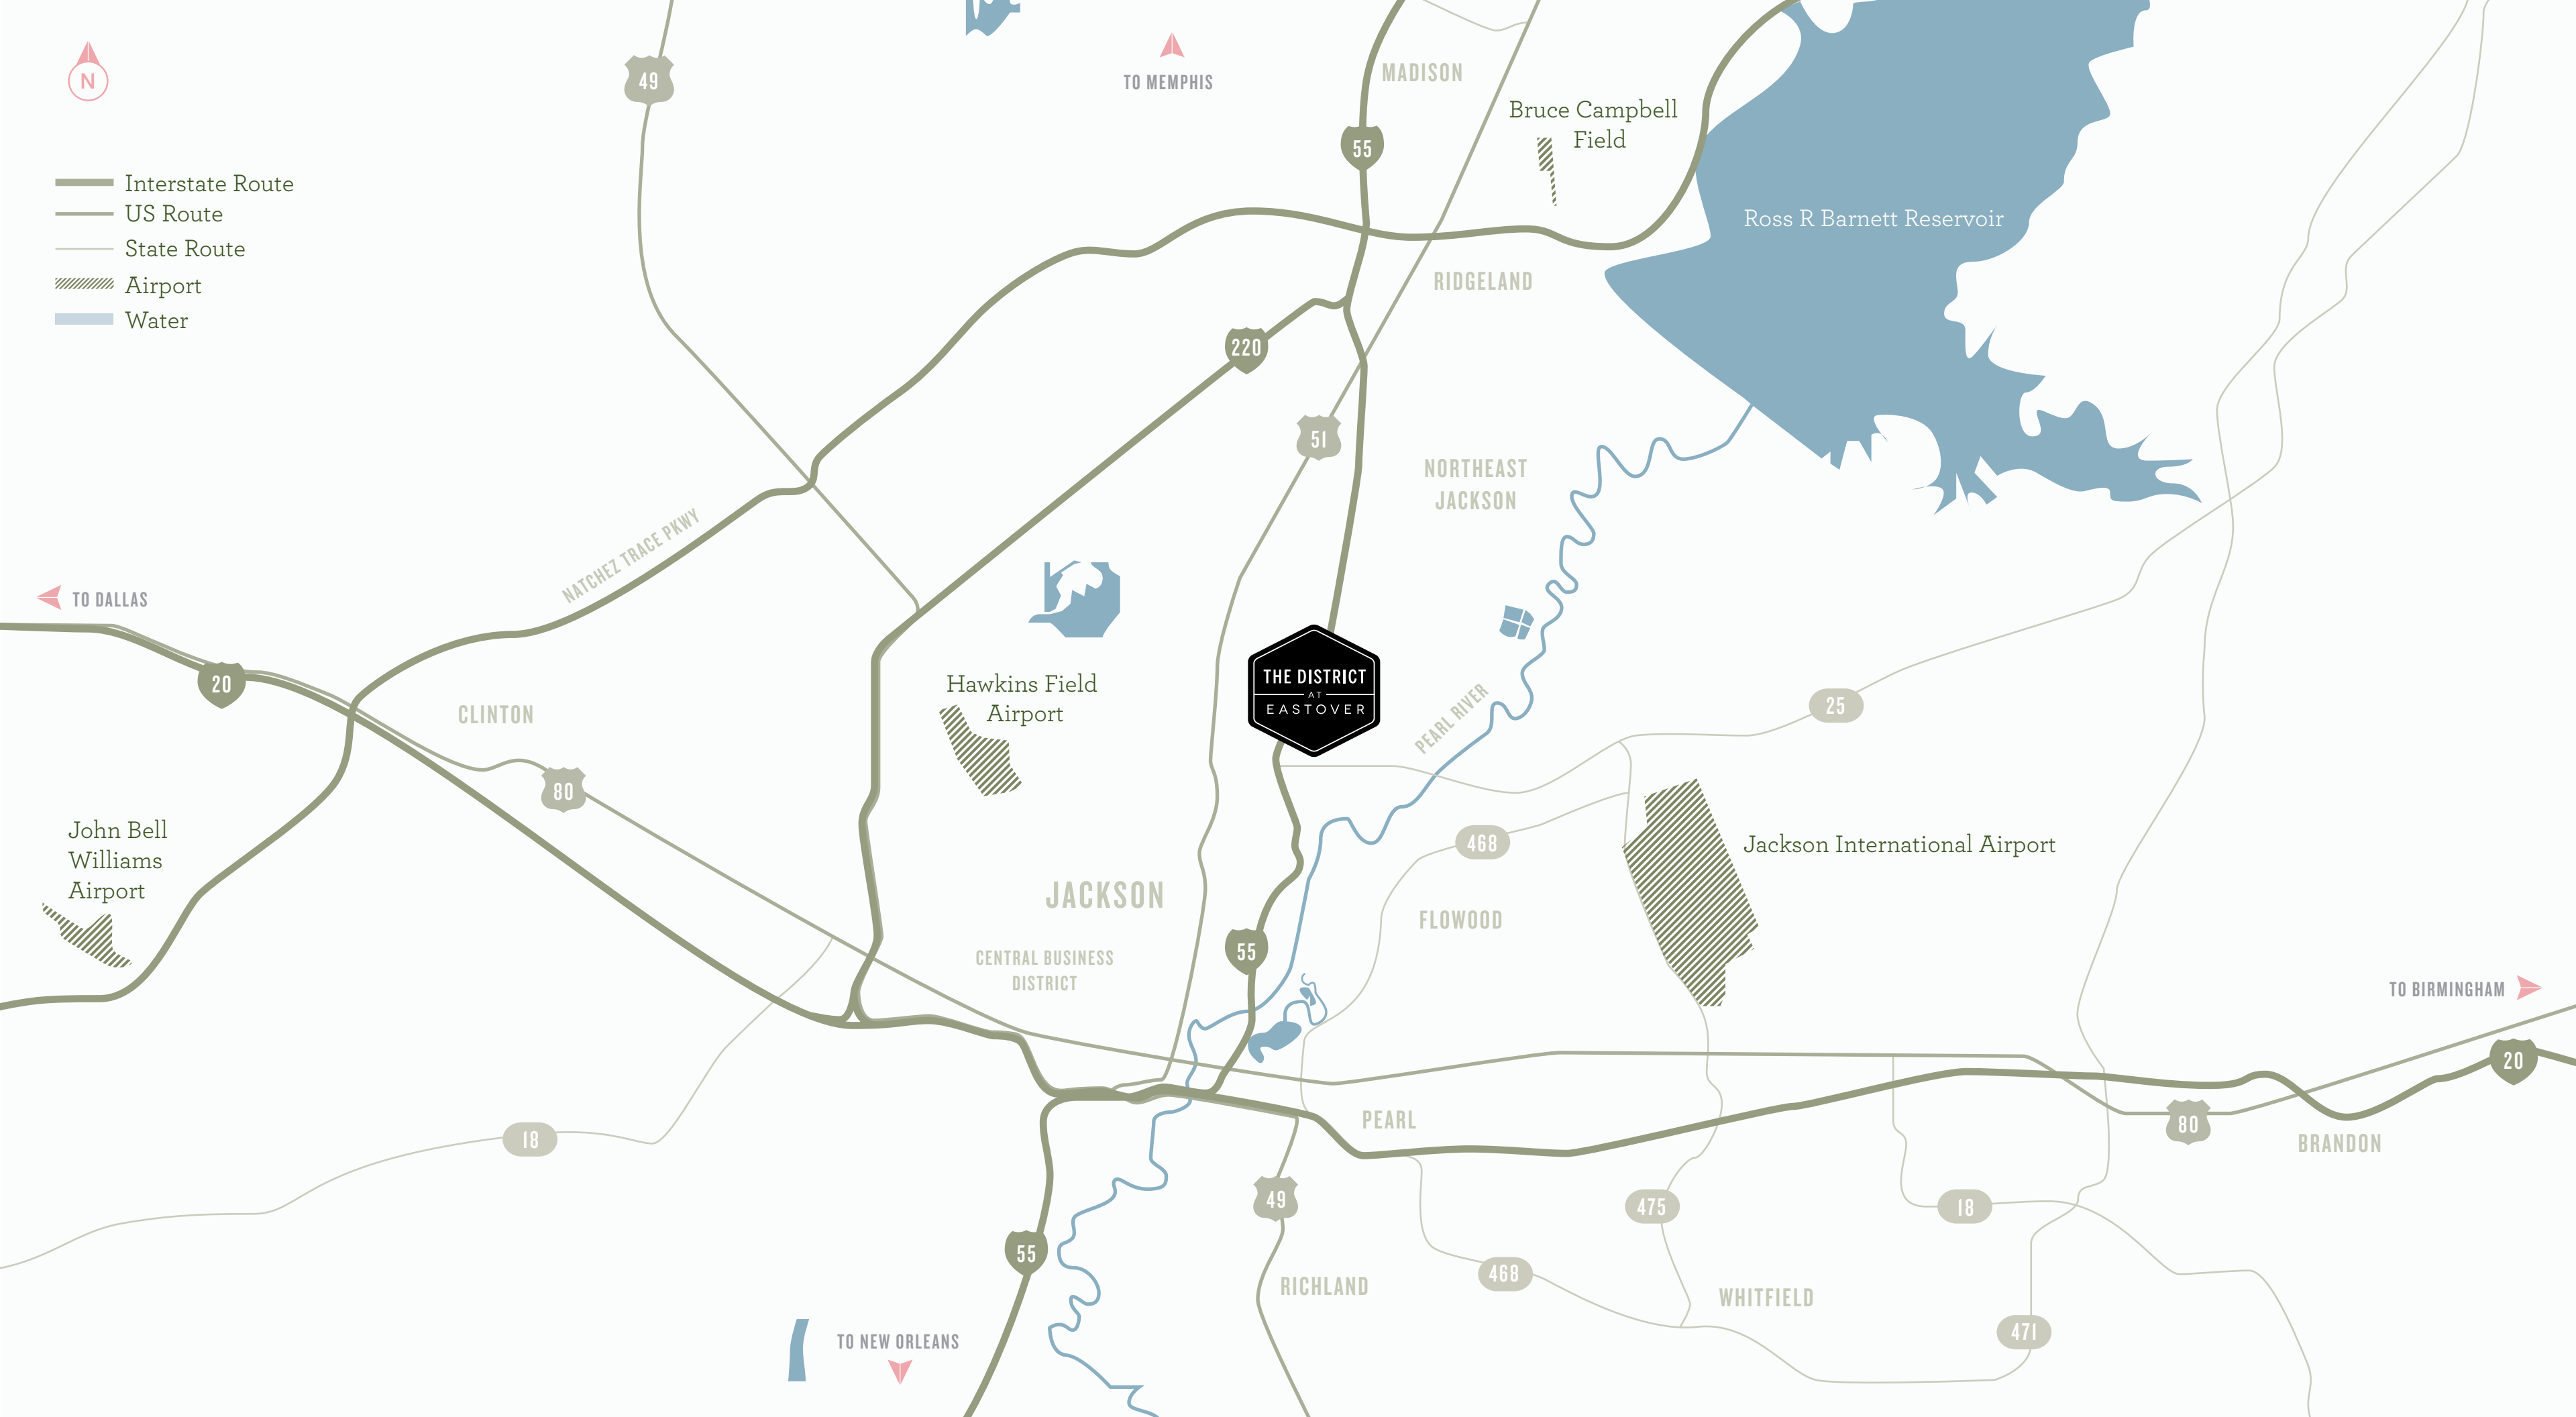 49
TO MEMPHIS
MADISON
55
Bruce Campbell
Field
N
Interstate Route
US Route
State Route
Airport
Water
Ross R Barnett Reservoir
RIDGELAND
220
51
NORTHEAST
JACKSON
NATCHEZ TRACE PKWY
TO DALLAS
20
CLINTON
80
Hawkins Field
Airport
THE DISTRICT
AT
EASTOVER
PEARL RIVER
25
John Bell
Williams
Airport
468
Jackson International Airport
JACKSON
FLOWOOD
55
CENTRAL BUSINESS
DISTRICT
TO BIRMINGHAM
20
18
PEARL
80
BRANDON
49
475
18
55
468
RICHLAND
WHITFIELD
471
TO NEW ORLEANS